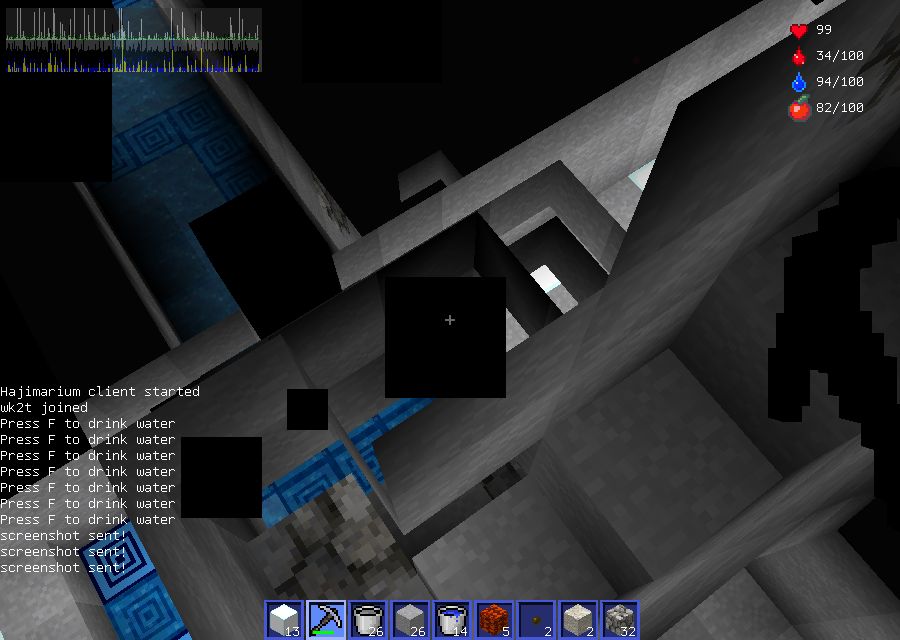 99
34/100
94/100
82/100
Hajimarium client started
wk2t joined
Press F to drink water
Press F to drink water
Press F to drink water
Press F to drink water
Press F to drink water
Press F to drink water
Press F to drink water
screenshot sent!
screenshot sent!
screenshot sent!
13 26 26 14 5 2 2 32